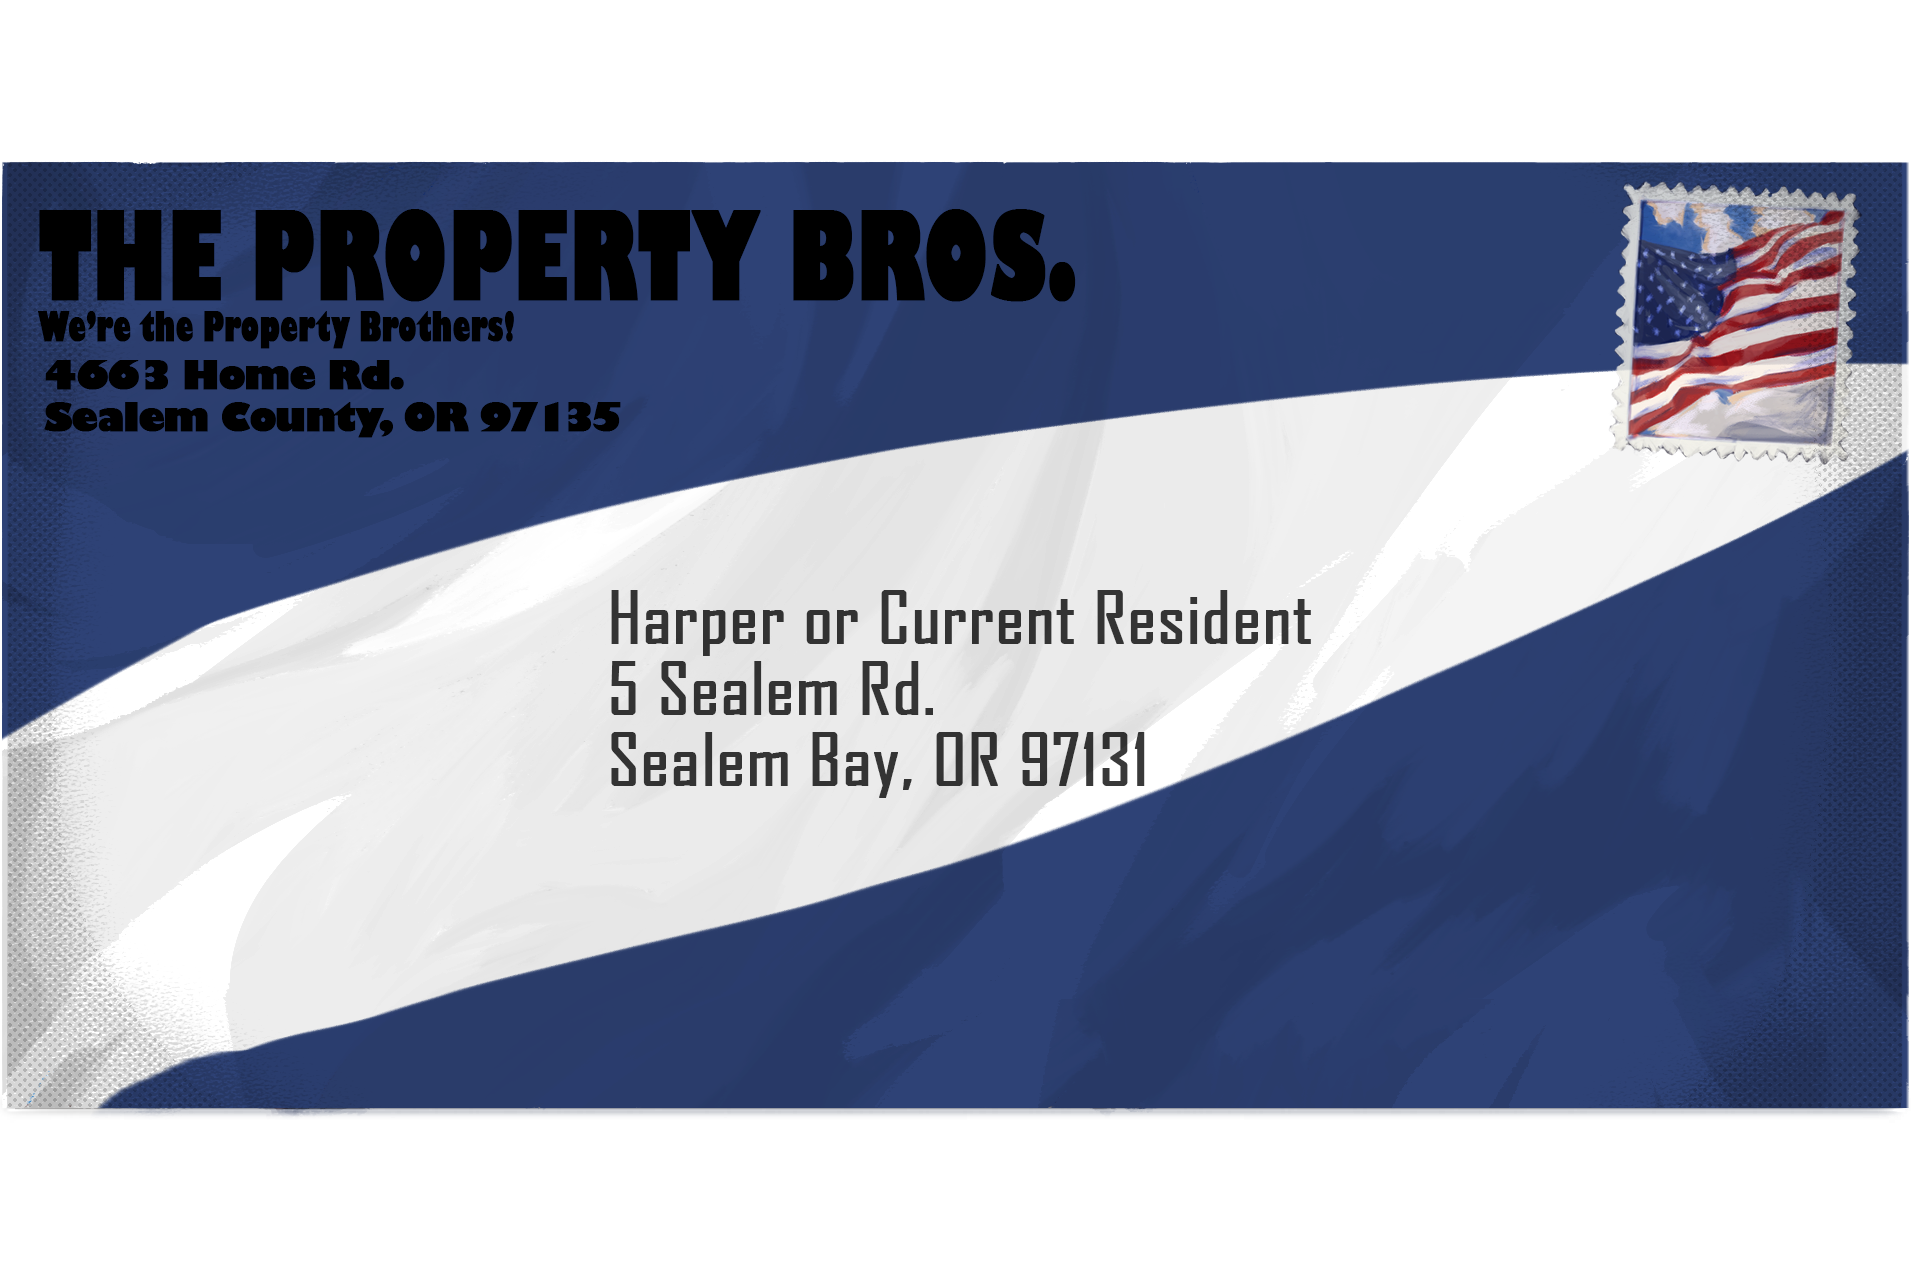 THE PROPERTY BROS.
We're the Property Brothers!
4663 Home Rd.
Sealem County, OR 97135
Harper or Current Resident
5 Sealem Rd.
Sealem Bay, OR 97131